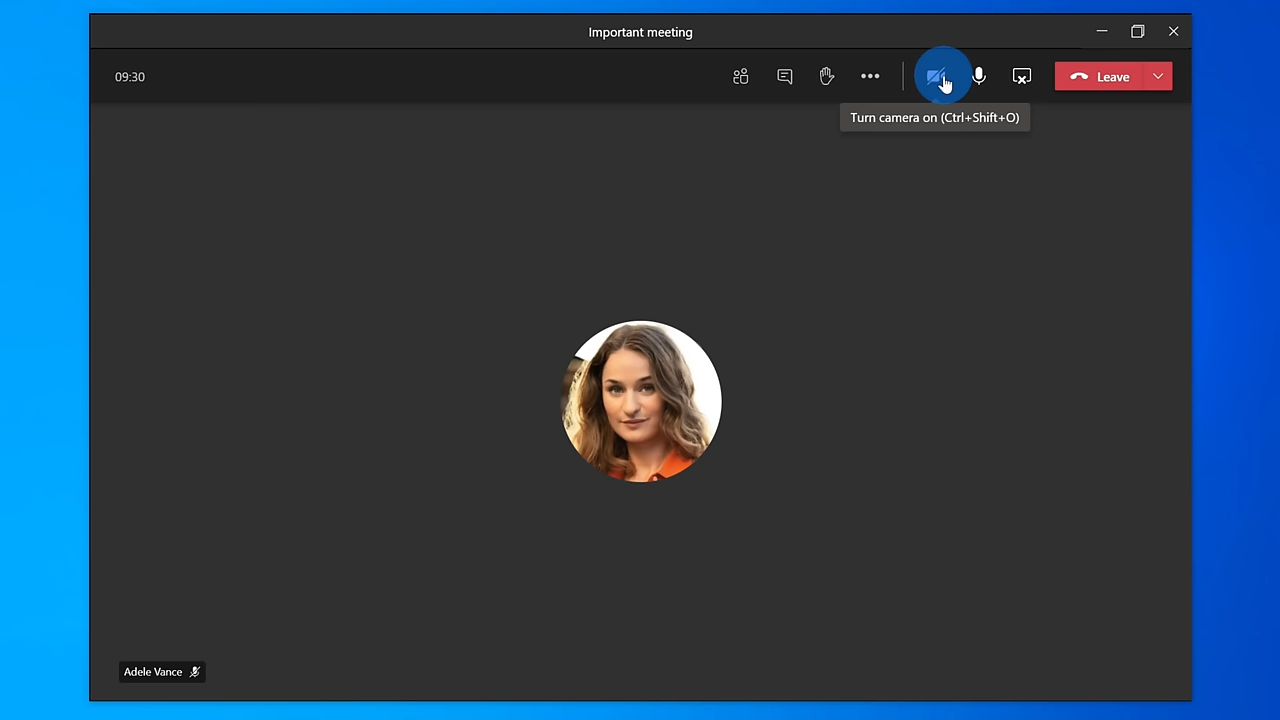 Important meeting
09:30
Leave
Turn camera on (Ctrl+Shift+O)
Adele Vance